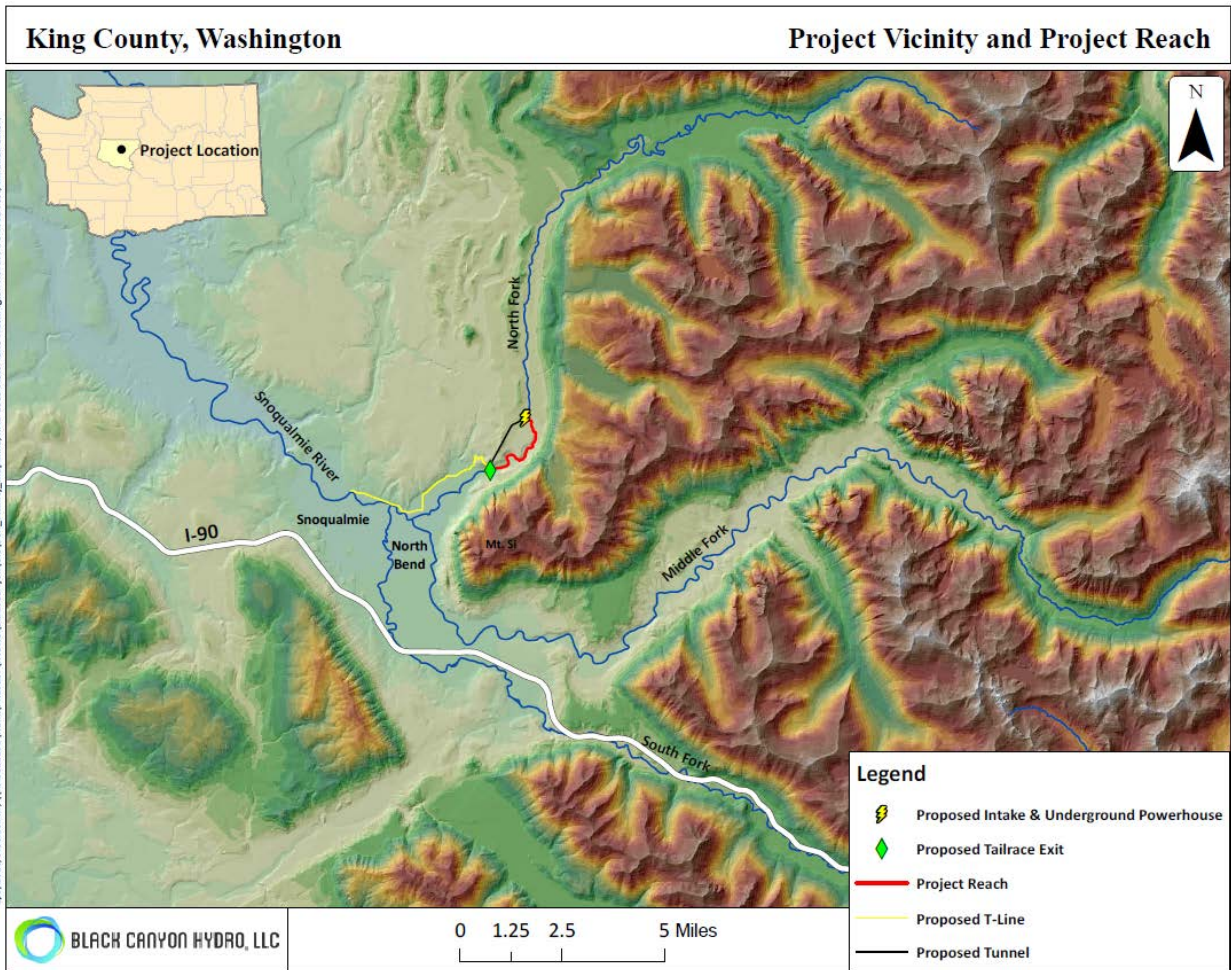 King County, Washington
Project Vicinity and Project Reach
N
Project Location
North Fork
Snoqualmie River
Snoqualmie
I-90
North
Bend
Mt. Si
Middle Fork
South Fork
Legend
Proposed Intake & Underground Powerhouse
Proposed Tailrace Exit
Project Reach
Proposed T-Line
Proposed Tunnel
BLACK CANYON HYDRO, LLC
0 1.25 2.5 5 Miles